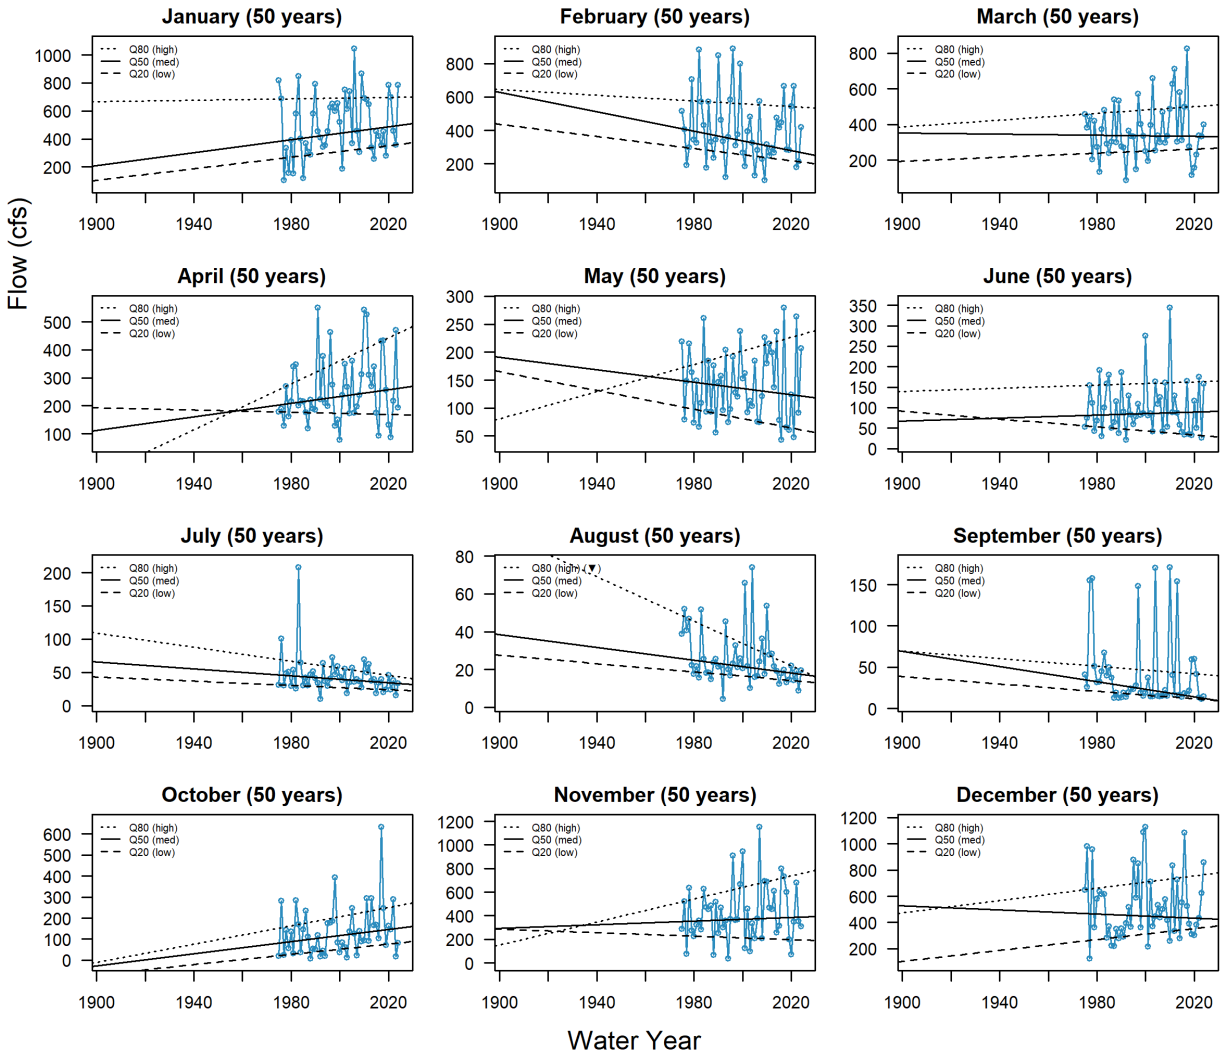 January (50 years)
Q80 (high)
Q50 (med)
Q20 (low)
1000
800
600
400
200
1900 1940 1980 2020
February (50 years)
Q80 (high)
Q50 (med)
Q20 (low)
800
600
400
200
1900 1940 1980 2020
March (50 years)
Q80 (high)
Q50 (med)
Q20 (low)
800
600
400
200
1900 1940 1980 2020
Flow (cfs)
April (50 years)
Q80 (high)
Q50 (med)
Q20 (low)
500
400
300
200
100
1900 1940 1980 2020
May (50 years)
Q80 (high)
Q50 (med)
Q20 (low)
300
250
200
150
100
50
1900 1940 1980 2020
June (50 years)
Q80 (high)
Q50 (med)
Q20 (low)
350
300
250
200
150
100
50
0
1900 1940 1980 2020
July (50 years)
Q80 (high)
Q50 (med)
Q20 (low)
200
150
100
50
0
1900 1940 1980 2020
August (50 years)
Q80 (high) (▼)
Q50 (med)
Q20 (low)
80
60
40
20
0
1900 1940 1980 2020
September (50 years)
Q80 (high)
Q50 (med)
Q20 (low)
150
100
50
0
1900 1940 1980 2020
October (50 years)
Q80 (high)
Q50 (med)
Q20 (low)
600
500
400
300
200
100
0
1900 1940 1980 2020
November (50 years)
Q80 (high)
Q50 (med)
Q20 (low)
1200
1000
800
600
400
200
0
1900 1940 1980 2020
December (50 years)
Q80 (high)
Q50 (med)
Q20 (low)
1200
1000
800
600
400
200
1900 1940 1980 2020
Water Year